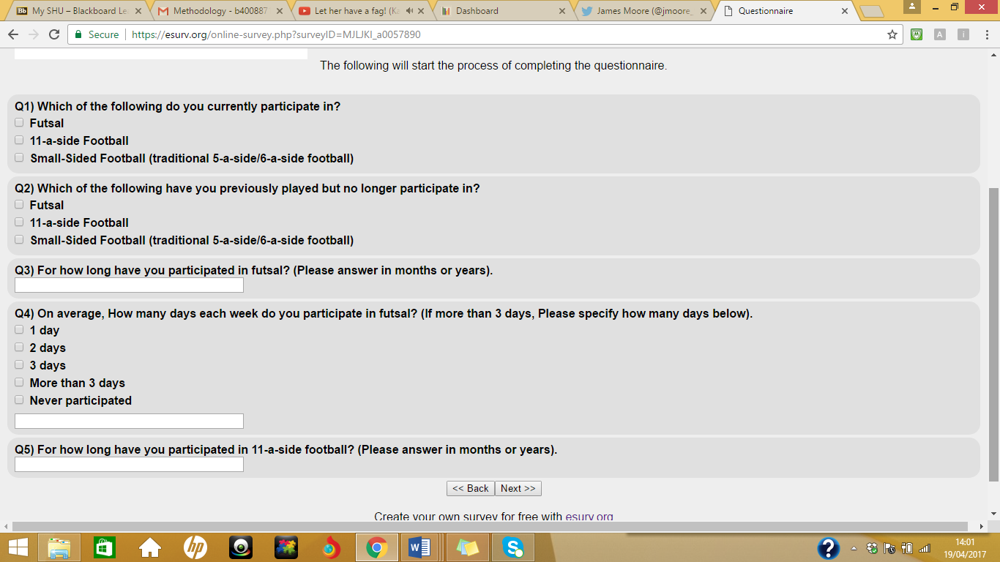 My SHU – Blackboard Le
Methodology - b400887
Let her have a fag! (Ka
Dashboard
James Moore (@jmoore_
Questionnaire
Secure
https://esurv.org/online-survey.php?surveyID=MJLJKI_a0057890
The following will start the process of completing the questionnaire.
Q1) Which of the following do you currently participate in?
Futsal
11-a-side Football
Small-Sided Football (traditional 5-a-side/6-a-side football)
Q2) Which of the following have you previously played but no longer participate in?
Futsal
11-a-side Football
Small-Sided Football (traditional 5-a-side/6-a-side football)
Q3) For how long have you participated in futsal? (Please answer in months or years).
Q4) On average, How many days each week do you participate in futsal? (If more than 3 days, Please specify how many days below).
1 day
2 days
3 days
More than 3 days
Never participated
Q5) For how long have you participated in 11-a-side football? (Please answer in months or years).
<< Back Next >>
Create your own survey for free with esurv.org
14:01
19/04/2017